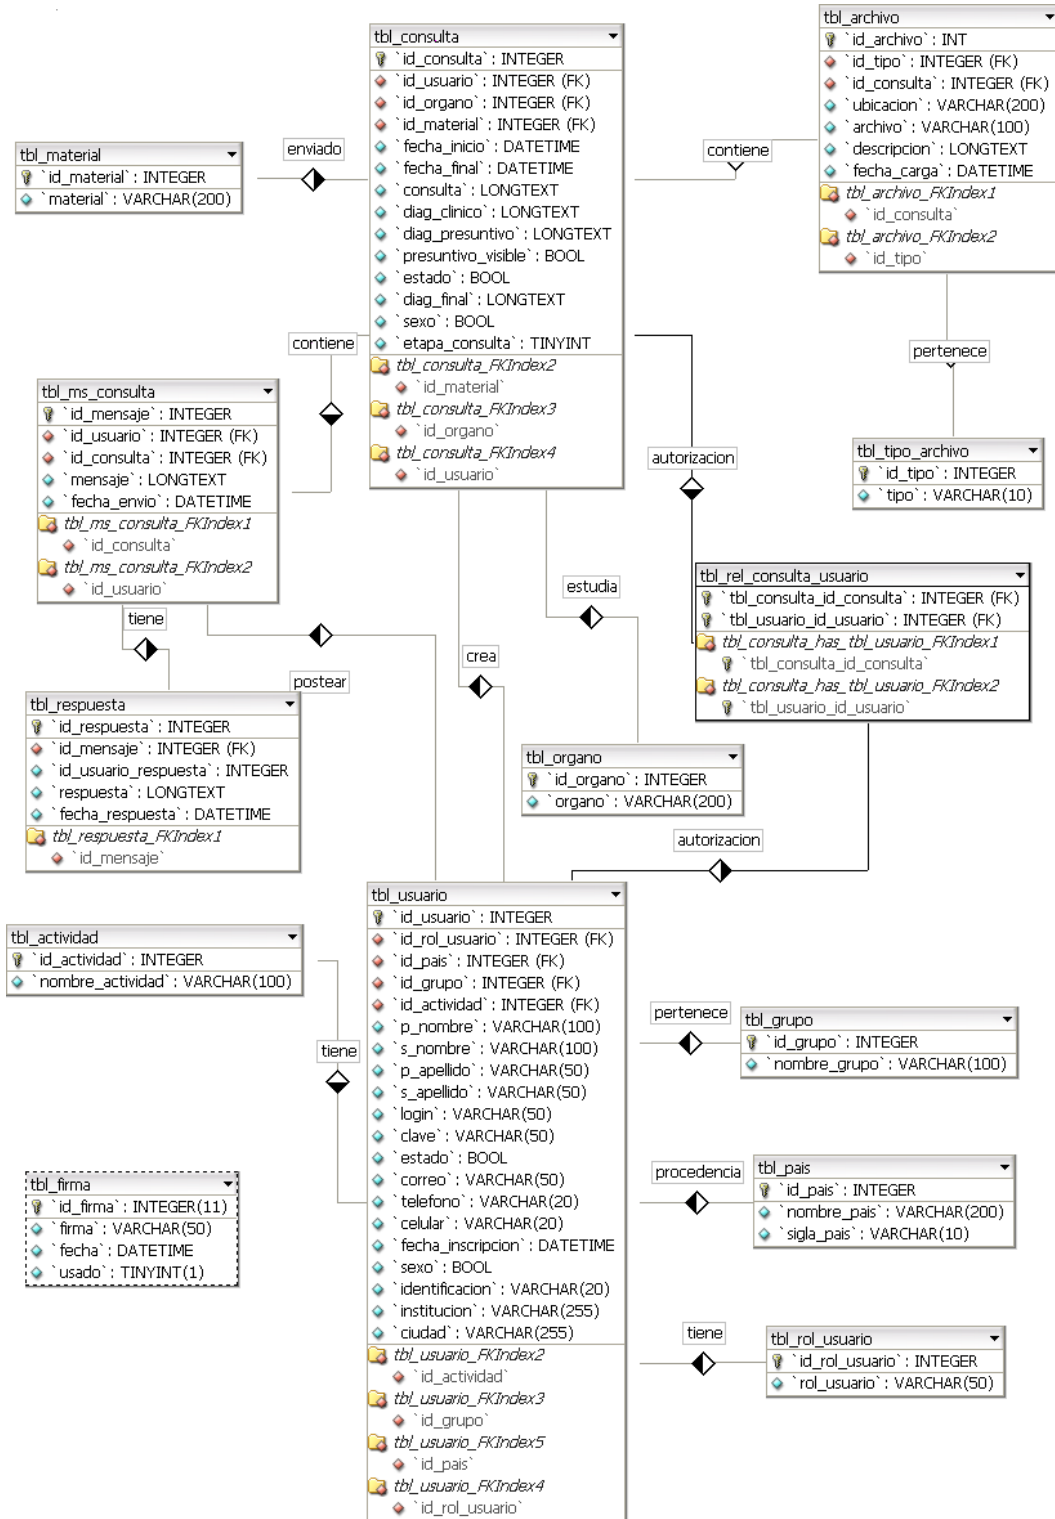 tbl_consulta
`id_consulta`: INTEGER
`id_usuario`: INTEGER (FK)
`id_organo`: INTEGER (FK)
`id_material`: INTEGER (FK)
`fecha_inicio`: DATETIME
`fecha_final`: DATETIME
`consulta`: LONGTEXT
`diag_clinico`: LONGTEXT
`diag_presuntivo`: LONGTEXT
`presuntivo_visible`: BOOL
`estado`: BOOL
`diag_final`: LONGTEXT
`sexo`: BOOL
`etapa_consulta`: TINYINT
tbl_consulta_FKIndex2
`id_material`
tbl_consulta_FKIndex3
`id_organo`
tbl_consulta_FKIndex4
`id_usuario`
tbl_archivo
`id_archivo`: INT
`id_tipo`: INTEGER (FK)
`id_consulta`: INTEGER (FK)
`ubicacion`: VARCHAR(200)
`archivo`: VARCHAR(100)
`descripcion`: LONGTEXT
`fecha_carga`: DATETIME
tbl_archivo_FKIndex1
`id_consulta`
tbl_archivo_FKIndex2
`id_tipo`
enviado
contiene
tbl_material
`id_material`: INTEGER
`material`: VARCHAR(200)
contiene
pertenece
tbl_ms_consulta
`id_mensaje`: INTEGER
`id_usuario`: INTEGER (FK)
`id_consulta`: INTEGER (FK)
`mensaje`: LONGTEXT
`fecha_envio`: DATETIME
tbl_ms_consulta_FKIndex1
`id_consulta`
tbl_ms_consulta_FKIndex2
`id_usuario`
tbl_tipo_archivo
`id_tipo`: INTEGER
`tipo`: VARCHAR(10)
autorizacion
tbl_rel_consulta_usuario
`tbl_consulta_id_consulta`: INTEGER (FK)
`tbl_usuario_id_usuario`: INTEGER (FK)
tbl_consulta_has_tbl_usuario_FKIndex1
`tbl_consulta_id_consulta`
tbl_consulta_has_tbl_usuario_FKIndex2
`tbl_usuario_id_usuario`
estudia
tiene
crea
postear
tbl_respuesta
`id_respuesta`: INTEGER
`id_mensaje`: INTEGER (FK)
`id_usuario_respuesta`: INTEGER
`respuesta`: LONGTEXT
`fecha_respuesta`: DATETIME
tbl_respuesta_FKIndex1
`id_mensaje`
tbl_organo
`id_organo`: INTEGER
`organo`: VARCHAR(200)
autorizacion
tbl_usuario
`id_usuario`: INTEGER
`id_rol_usuario`: INTEGER (FK)
`id_pais`: INTEGER (FK)
`id_grupo`: INTEGER (FK)
`id_actividad`: INTEGER (FK)
`p_nombre`: VARCHAR(100)
`s_nombre`: VARCHAR(100)
`p_apellido`: VARCHAR(50)
`s_apellido`: VARCHAR(50)
`login`: VARCHAR(50)
`clave`: VARCHAR(50)
`estado`: BOOL
`correo`: VARCHAR(50)
`telefono`: VARCHAR(20)
`celular`: VARCHAR(20)
`fecha_inscripcion`: DATETIME
`sexo`: BOOL
`identificacion`: VARCHAR(20)
`institucion`: VARCHAR(255)
`ciudad`: VARCHAR(255)
tbl_usuario_FKIndex2
`id_actividad`
tbl_usuario_FKIndex3
`id_grupo`
tbl_usuario_FKIndex5
`id_pais`
tbl_usuario_FKIndex4
`id_rol_usuario`
tbl_actividad
`id_actividad`: INTEGER
`nombre_actividad`: VARCHAR(100)
tiene
tbl_firma
`id_firma`: INTEGER(11)
`firma`: VARCHAR(50)
`fecha`: DATETIME
`usado`: TINYINT(1)
pertenece
tbl_grupo
`id_grupo`: INTEGER
`nombre_grupo`: VARCHAR(100)
procedencia
tbl_pais
`id_pais`: INTEGER
`nombre_pais`: VARCHAR(200)
`sigla_pais`: VARCHAR(10)
tiene
tbl_rol_usuario
`id_rol_usuario`: INTEGER
`rol_usuario`: VARCHAR(50)